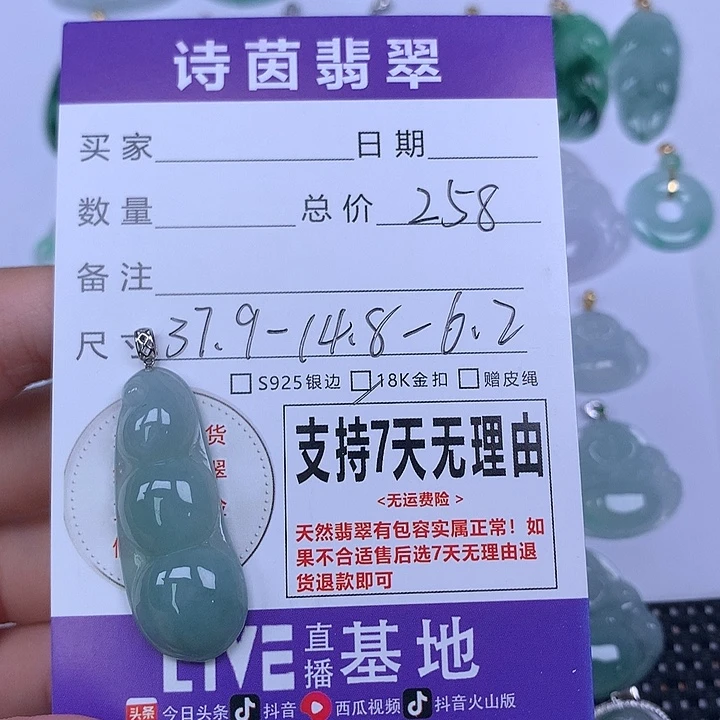 诗茵翡翠
买家 日期
数量 总价 258
备注
尺寸 37.9-14.8-6.2
S925银边 18K金扣 赠皮绳
货
翠
支持7天无理由
<无运费险>
天然翡翠有包容实属正常！如
果不合适售后选7天无理由退
货退款即可
LIVE 直播 基地
头条 今日头条 抖音 西瓜视频 抖音火山版